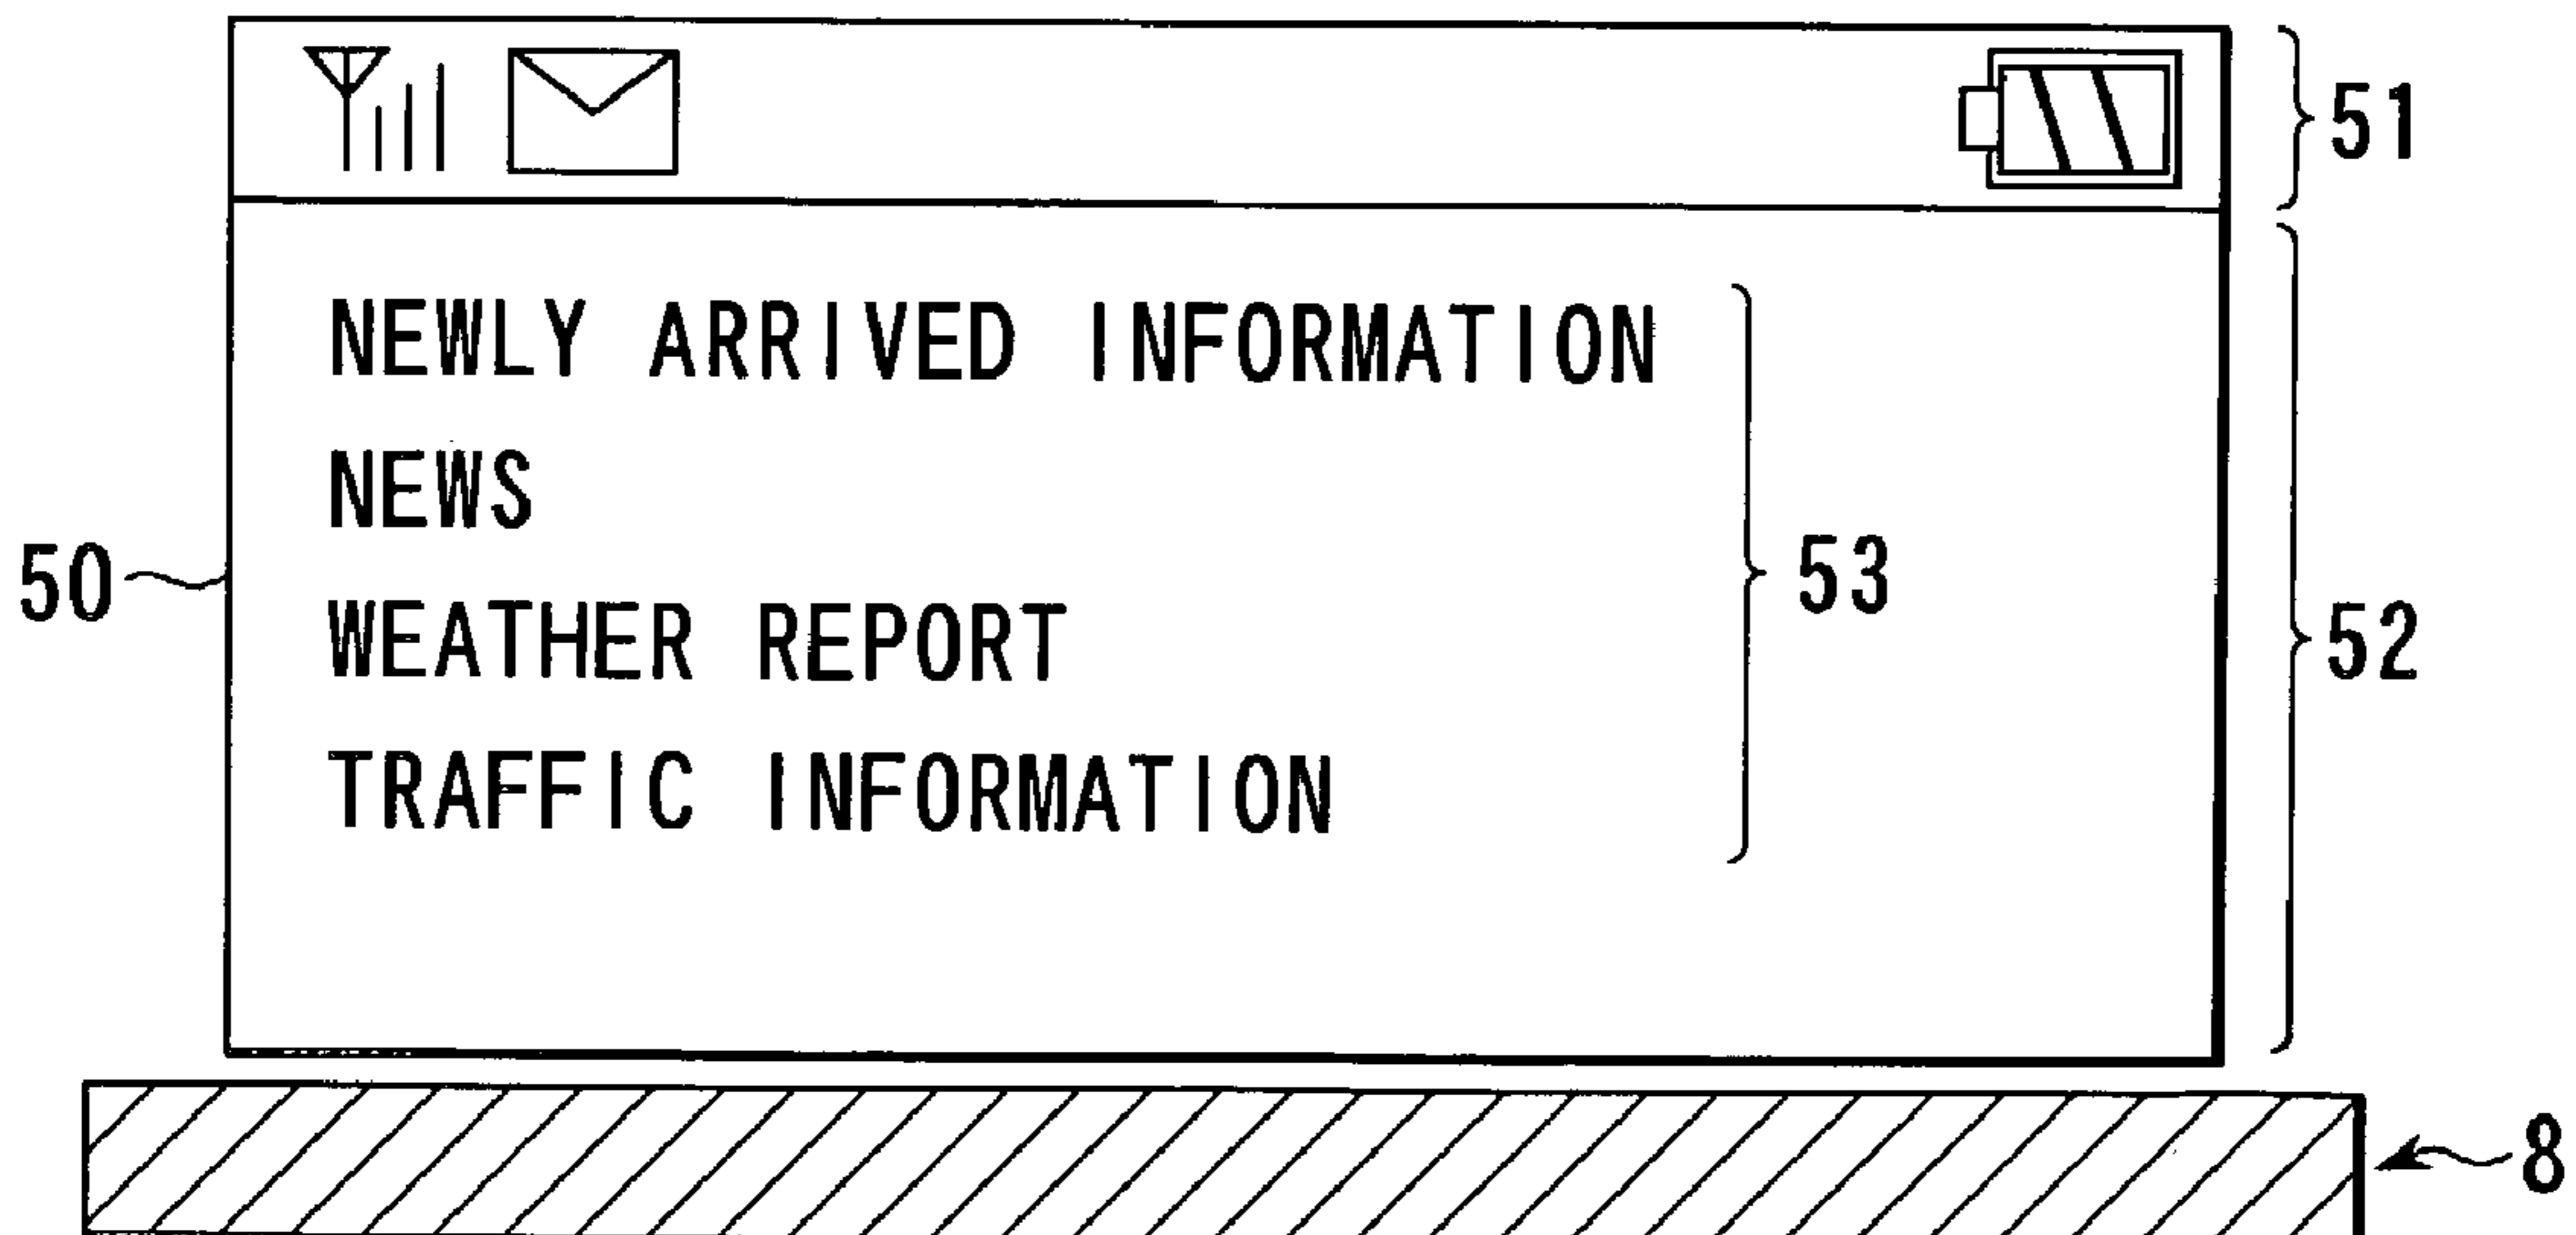 51
NEWLY ARRIVED INFORMATION
NEWS
50
53
WEATHER REPORT
52
TRAFFIC INFORMATION
8